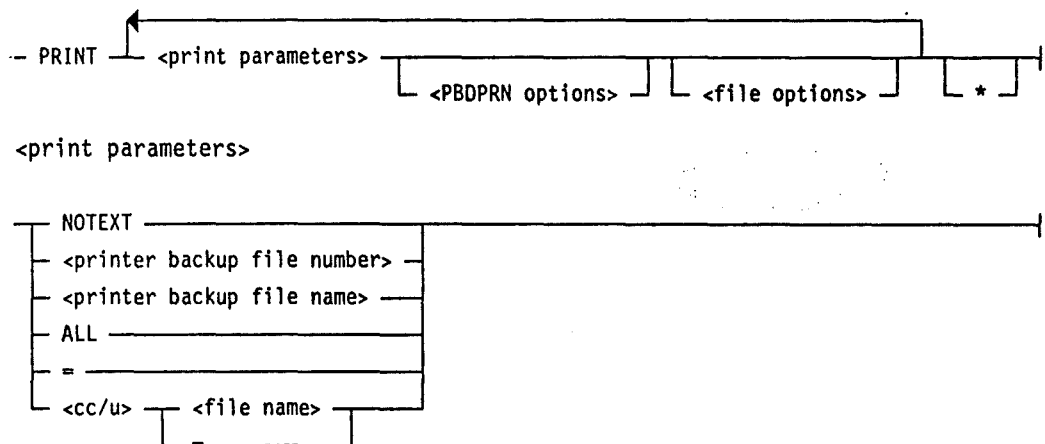 PRINT <print parameters>
<PBDPRN options> <file options> *
<print parameters>
NOTEXT
<printer backup file number>
<printer backup file name>
ALL
=
<cc/u> <file name>